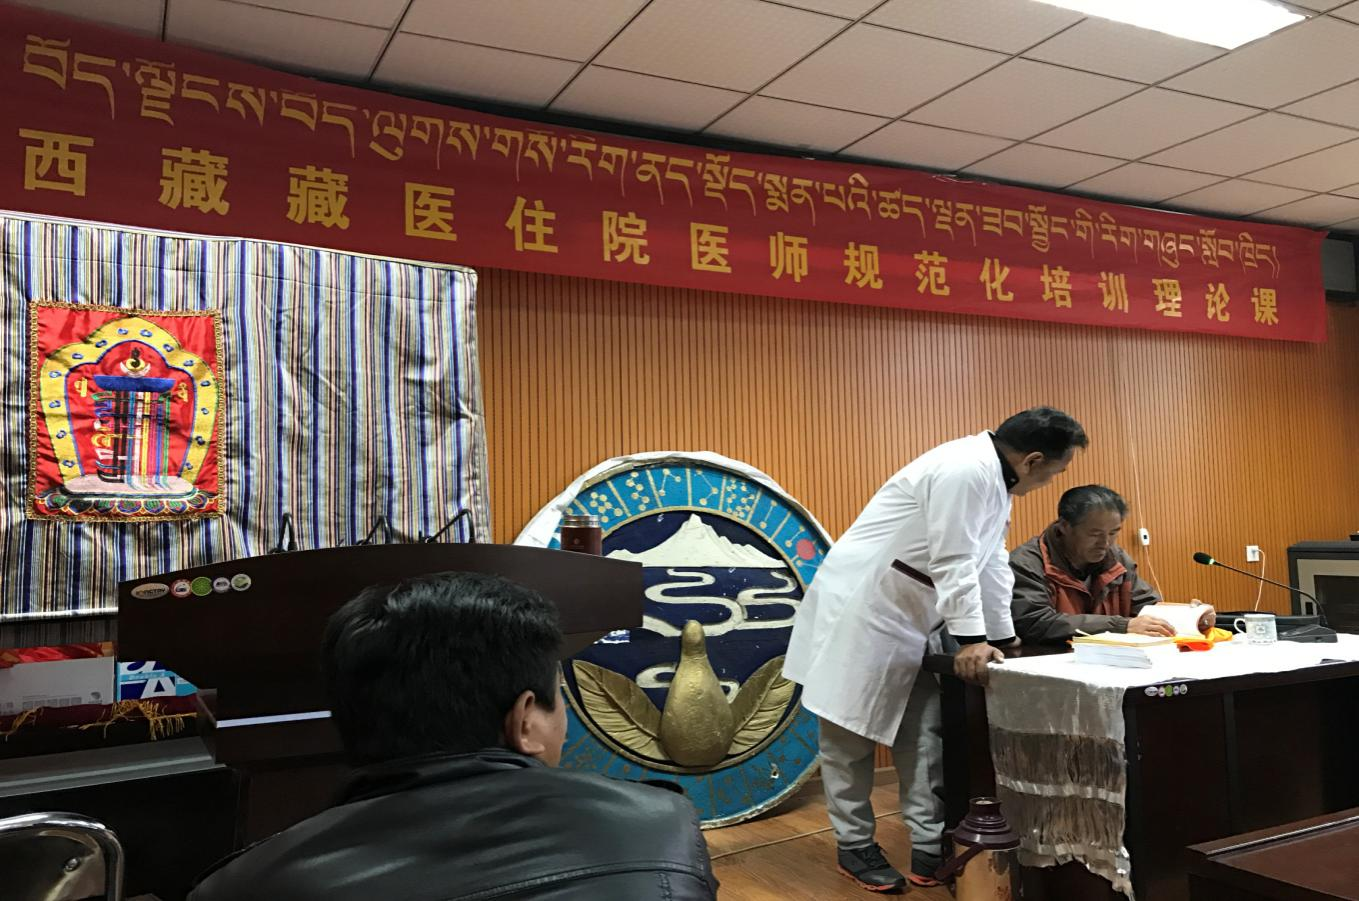 བོད་ལྗོངས་བོད་ལུགས་གསོ་རིག་ནད་སྡོད་སྨན་པའི་ཚད་ལྡན་ཟབ་སྦྱོང་གི་རིག་གཞུང་སློབ་ཁྲིད།
西藏藏医住院医师规范化培训理论课